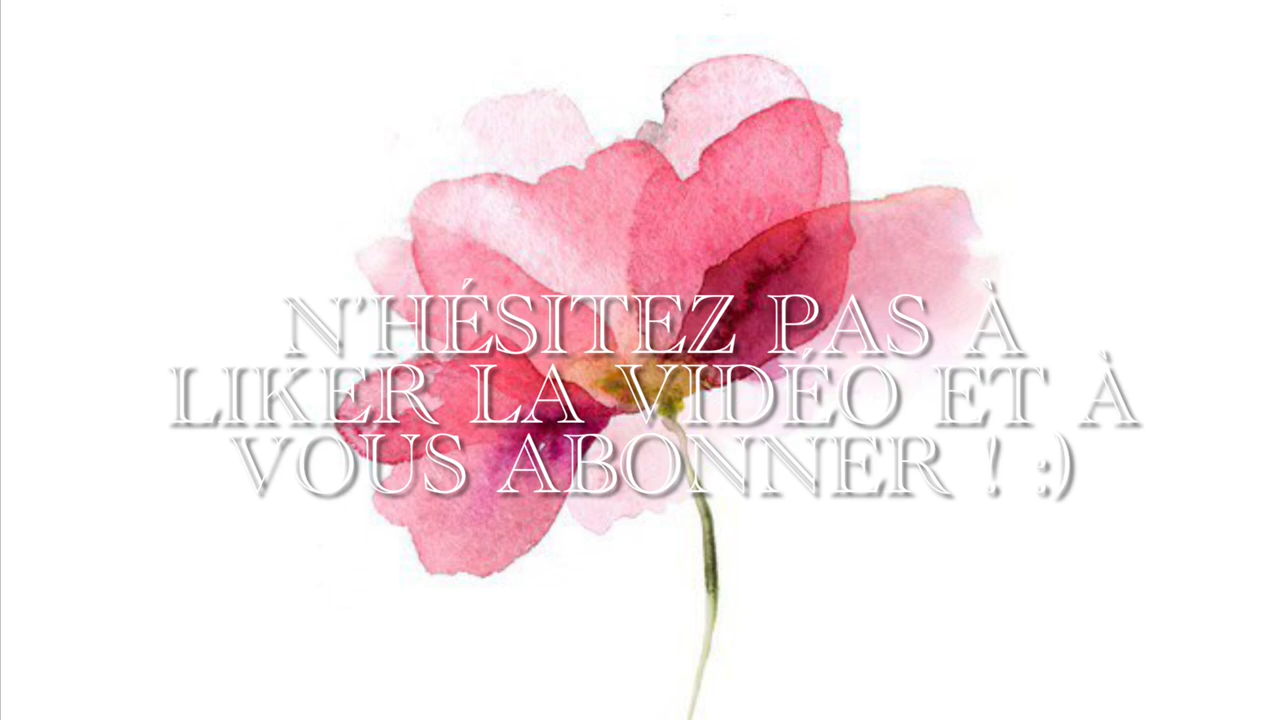 N'HÉSITEZ PAS À
LIKER LA VIDÉO ET À
VOUS ABONNER ! :)